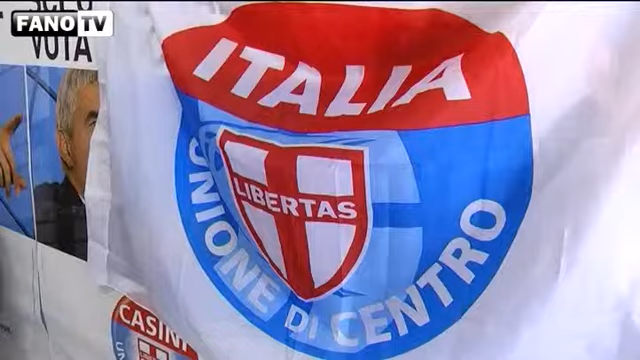 FANO TV
VOTA
ITALIA
LIBERTAS
UNIONE DI CENTRO
CASINI